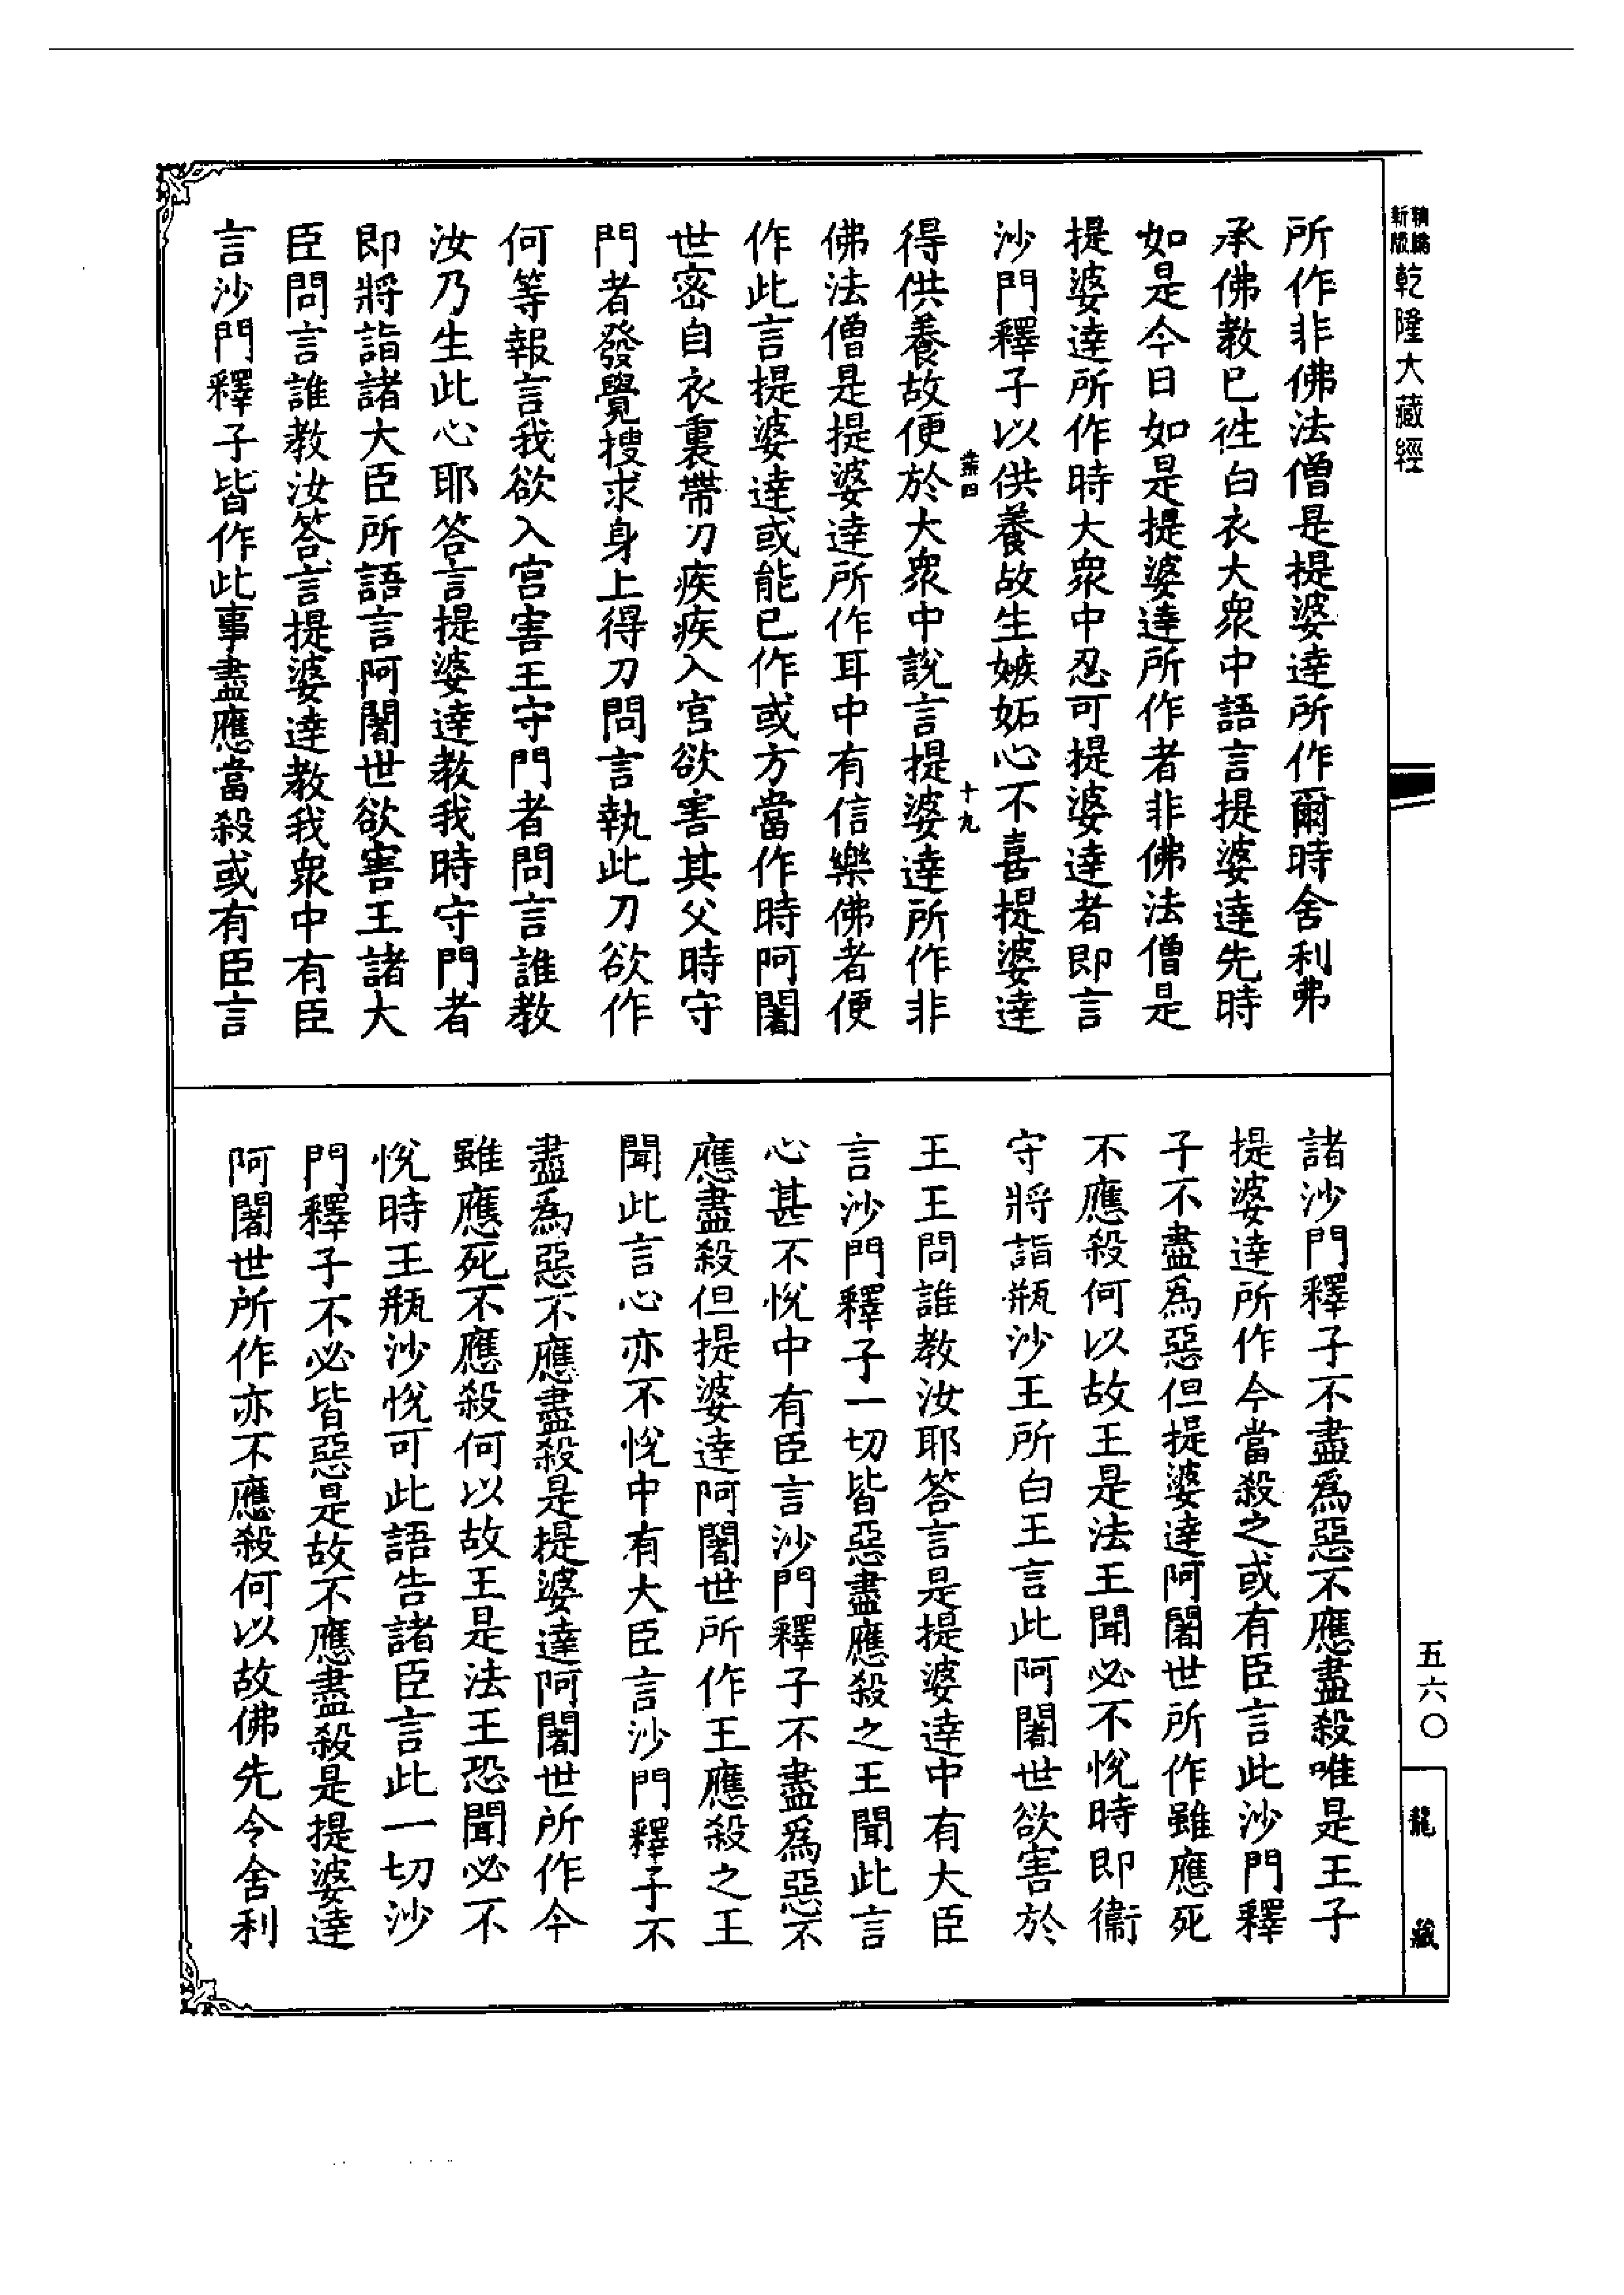 新編
新版
乾隆大藏經
所作非佛法僧是提婆達所作爾時舍利弗
承佛教已徃白衣大衆中語言提婆達先時
如是今日如是提婆達所作者非佛法僧是
提婆達所作時大衆中忍可提婆達者即言
沙門釋子以供養故生嫉妬心不喜提婆達
十九
得供養故便於大衆中說言提婆達所作非
佛法僧是提婆達所作耳中有信樂佛者便
作此言提婆達或能已作或方當作時阿闍
世密自衣裏帶刀疾疾入宫欲害其父時守
門者發覺搜求身上得刀問言執此刀欲作
何等報言我欲入宫害王守門者問言誰教
汝乃生此心耶答言提婆達教我時守門者
即將詣諸大臣所語言阿闍世欲害王諸大
臣問言誰教汝答言提婆達教我衆中有臣
言沙門釋子皆作此事盡應當殺或有臣言
諸沙門釋子不盡爲惡不應盡殺唯是王子
提婆達所作今當殺之或有臣言此沙門釋
子不盡爲惡但提婆達阿闍世所作雖應死
不應殺何以故王是法王聞必不悅時即衞
守將詣瓶沙王所白王言此阿闍世欲害於
王王問誰教汝耶答言是提婆達中有大臣
言沙門釋子一切皆惡盡應殺之王聞此言
心甚不悅中有臣言沙門釋子不盡爲惡不
應盡殺但提婆達阿闍世所作王應殺之王
聞此言心亦不悅中有大臣言沙門釋子不
盡爲惡不應盡殺是提婆達阿闍世所作今
雖應死不應殺何以故王是法王恐聞必不
悅時王瓶沙悅可此語告諸臣言此一切沙
門釋子不必皆惡是故不應盡殺是提婆達
阿闍世所作亦不應殺何以故佛先令舍利
五六〇
龍藏